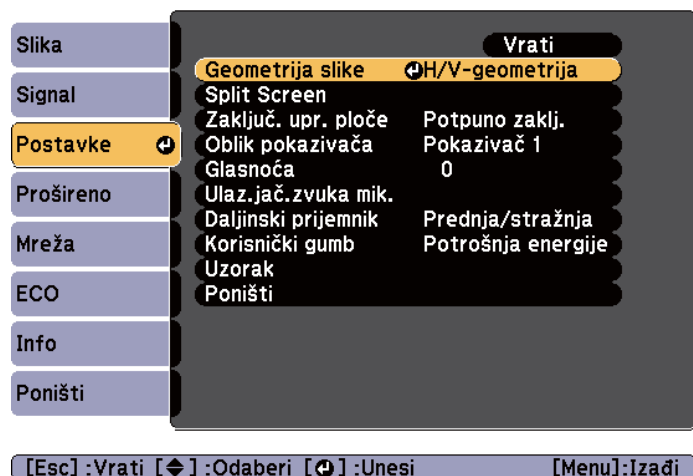 Slika
Signal
Postavke
Prošireno
Mreža
ECO
Info
Poništi
Vrati
Geometrija slike H/V-geometrija
Split Screen
Zaključ. upr. ploče Potpuno zaklj.
Oblik pokazivača Pokazivač 1
Glasnoća 0
Ulaz.jač.zvuka mik.
Daljinski prijemnik Prednja/stražnja
Korisnički gumb Potrošnja energije
Uzorak
Poništi
[Esc] :Vrati [◆] :Odaberi [↵] :Unesi [Menu]:Izađi